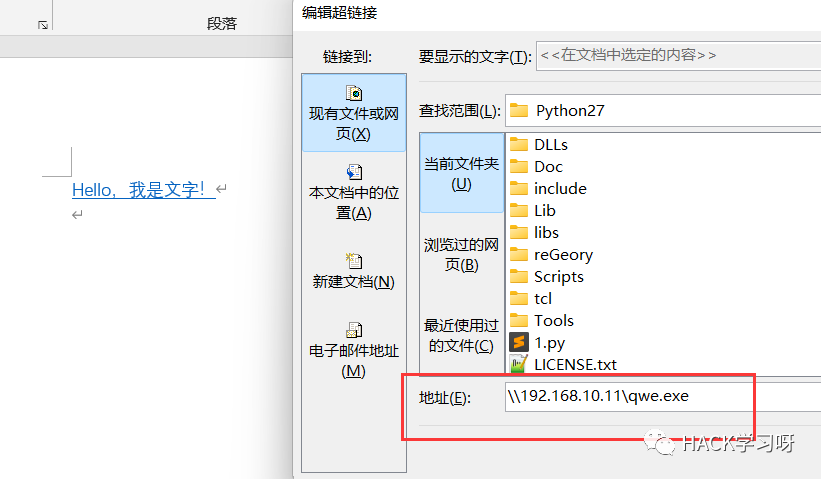 编辑超链接
段落
链接到:
要显示的文字(T):
<<在文档中选定的内容>>
现有文件或网
页(X)
查找范围(L):
Python27
本文档中的位
置(A)
新建文档(N)
电子邮件地址
(M)
当前文件夹
(U)
浏览过的网
页(B)
最近使用过
的文件(C)
DLLs
Doc
include
Lib
libs
reGeory
Scripts
tcl
Tools
1.py
LICENSE.txt
Hello，我是文字！
地址(E):
\\192.168.10.11\qwe.exe
HACK学习呀